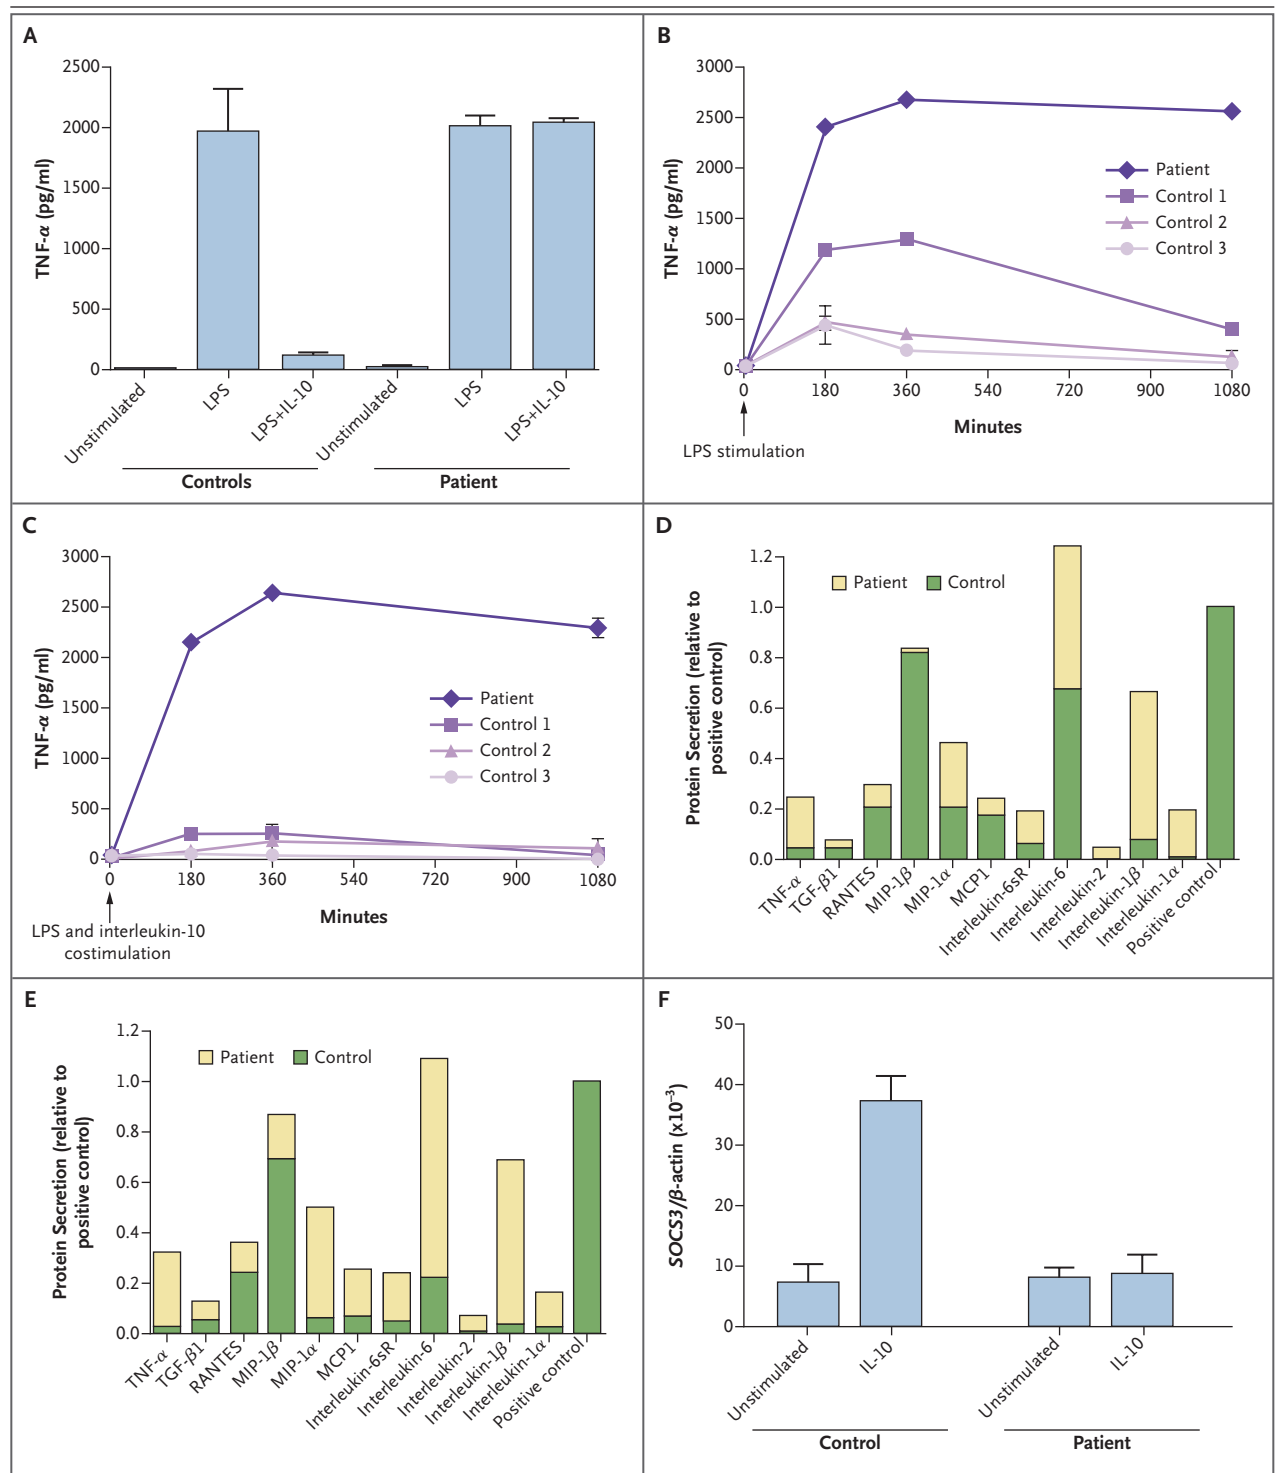 A
2500
2000
1500
1000
500
0
TNF-α (pg/ml)
Unstimulated
LPS
LPS+IL-10
Unstimulated
LPS
LPS+IL-10
Controls
Patient
B
3000
2500
2000
1500
1000
500
0
TNF-α (pg/ml)
Patient
Control 1
Control 2
Control 3
0 180 360 540 720 900 1080
Minutes
LPS stimulation
C
3000
2500
2000
1500
1000
500
0
TNF-α (pg/ml)
Patient
Control 1
Control 2
Control 3
0 180 360 540 720 900 1080
Minutes
LPS and interleukin-10
costimulation
D
1.2
1.0
0.8
0.6
0.4
0.2
0.0
Protein Secretion (relative to
positive control)
Patient Control
TNF-α
TGF-β1
RANTES
MIP-1β
MIP-1α
MCP1
Interleukin-6sR
Interleukin-6
Interleukin-2
Interleukin-1β
Interleukin-1α
Positive control
E
1.2
1.0
0.8
0.6
0.4
0.2
0.0
Protein Secretion (relative to
positive control)
Patient Control
TNF-α
TGF-β1
RANTES
MIP-1β
MIP-1α
MCP1
Interleukin-6sR
Interleukin-6
Interleukin-2
Interleukin-1β
Interleukin-1α
Positive control
F
50
40
30
20
10
0
SOCS3/β-actin (x10⁻³)
Unstimulated
IL-10
Unstimulated
IL-10
Control
Patient